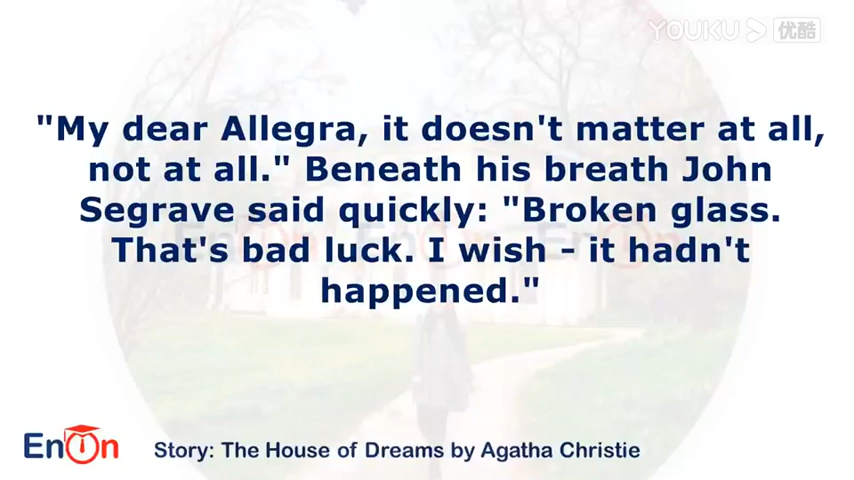 YOUKU 优酷
"My dear Allegra, it doesn't matter at all,
not at all." Beneath his breath John
Segrave said quickly: "Broken glass.
That's bad luck. I wish - it hadn't
happened."
EnOn
Story: The House of Dreams by Agatha Christie